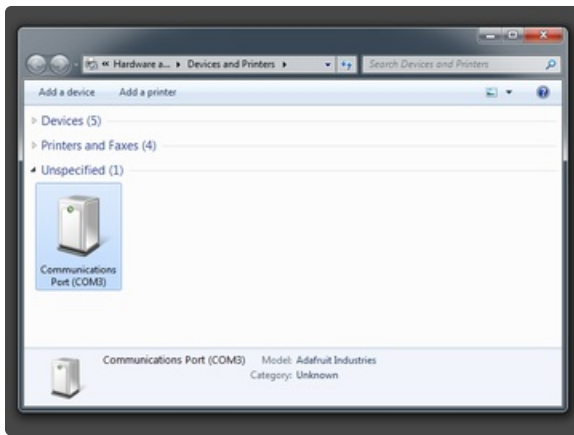 « Hardware a... ▸ Devices and Printers ▸
Search Devices and Printers
Add a device Add a printer
Devices (5)
Printers and Faxes (4)
Unspecified (1)
Communications
Port (COM3)
Communications Port (COM3) Model: Adafruit Industries
Category: Unknown